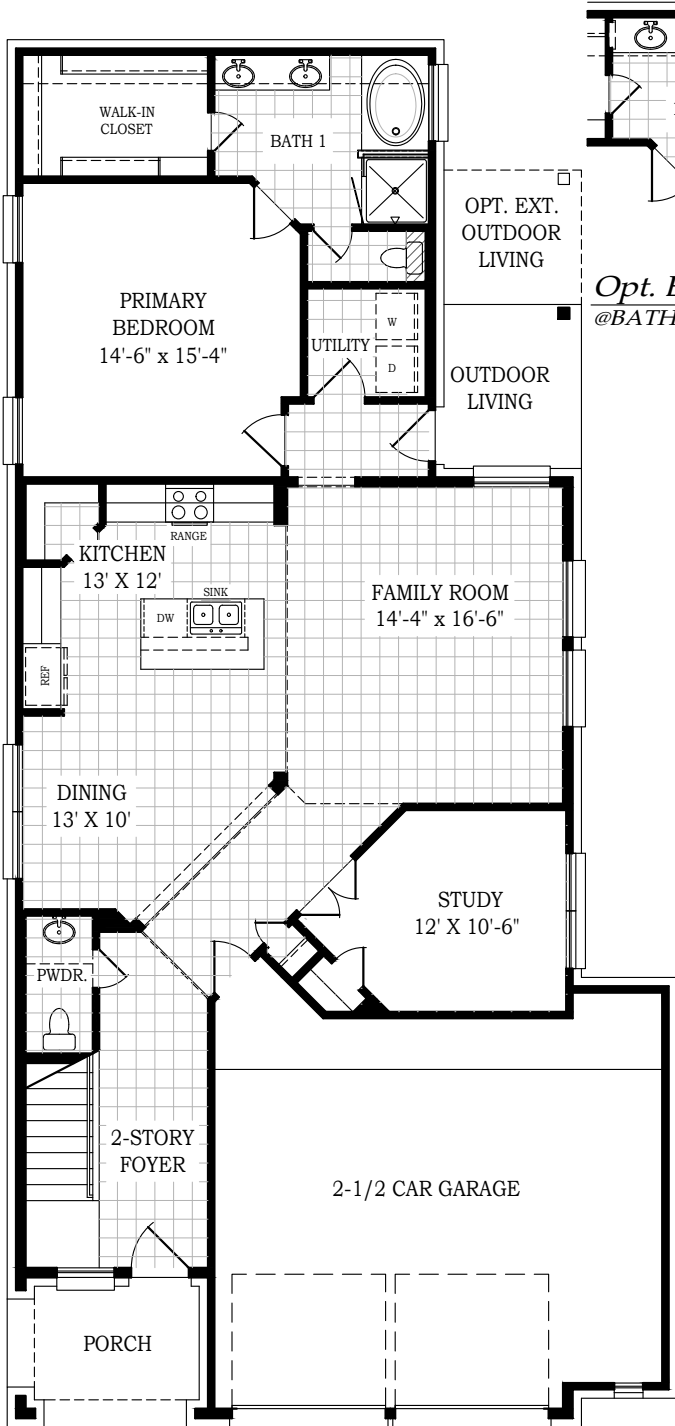 WALK-IN
CLOSET
BATH 1
OPT. EXT.
OUTDOOR
LIVING
Opt.
@BATH
PRIMARY
BEDROOM
14'-6" x 15'-4"
W
UTILITY
D
OUTDOOR
LIVING
RANGE
KITCHEN
13' X 12'
SINK
DW
REF
FAMILY ROOM
14'-4" x 16'-6"
DINING
13' X 10'
STUDY
12' X 10'-6"
PWDR.
2-STORY
FOYER
2-1/2 CAR GARAGE
PORCH